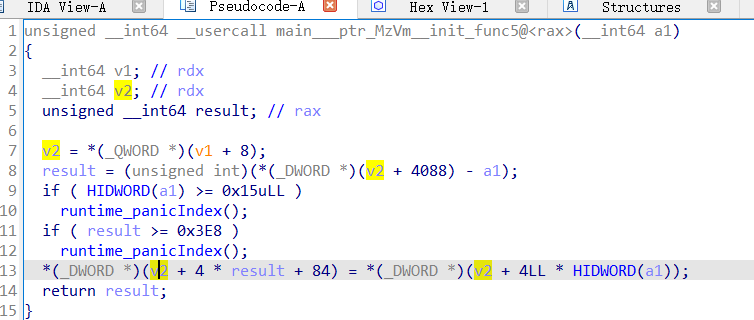 IDA View-A Pseudocode-A Hex View-1 A Structures
1 unsigned __int64 __usercall main___ptr_MzVm__init_func5@<rax>(__int64 a1)
2 {
3 __int64 v1; // rdx
4 __int64 v2; // rdx
5 unsigned __int64 result; // rax
6
7 v2 = *(_QWORD *)(v1 + 8);
8 result = (unsigned int)(*(_DWORD *)(v2 + 4088) - a1);
9 if ( HIDWORD(a1) >= 0x15uLL )
10 runtime_panicIndex();
11 if ( result >= 0x3E8 )
12 runtime_panicIndex();
13 *(_DWORD *)(v2 + 4 * result + 84) = *(_DWORD *)(v2 + 4LL * HIDWORD(a1));
14 return result;
15 }